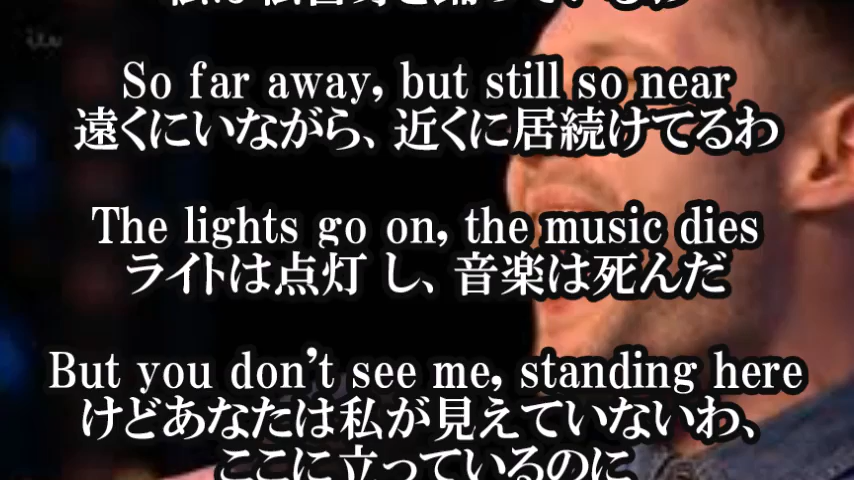 So far away, but still so near
遠くにいながら、近くに居続けてるわ
The lights go on, the music dies
ライトは点灯 し、音楽は死んだ
But you don't see me, standing here
けどあなたは私が見えていないわ、
ここに立っているのに